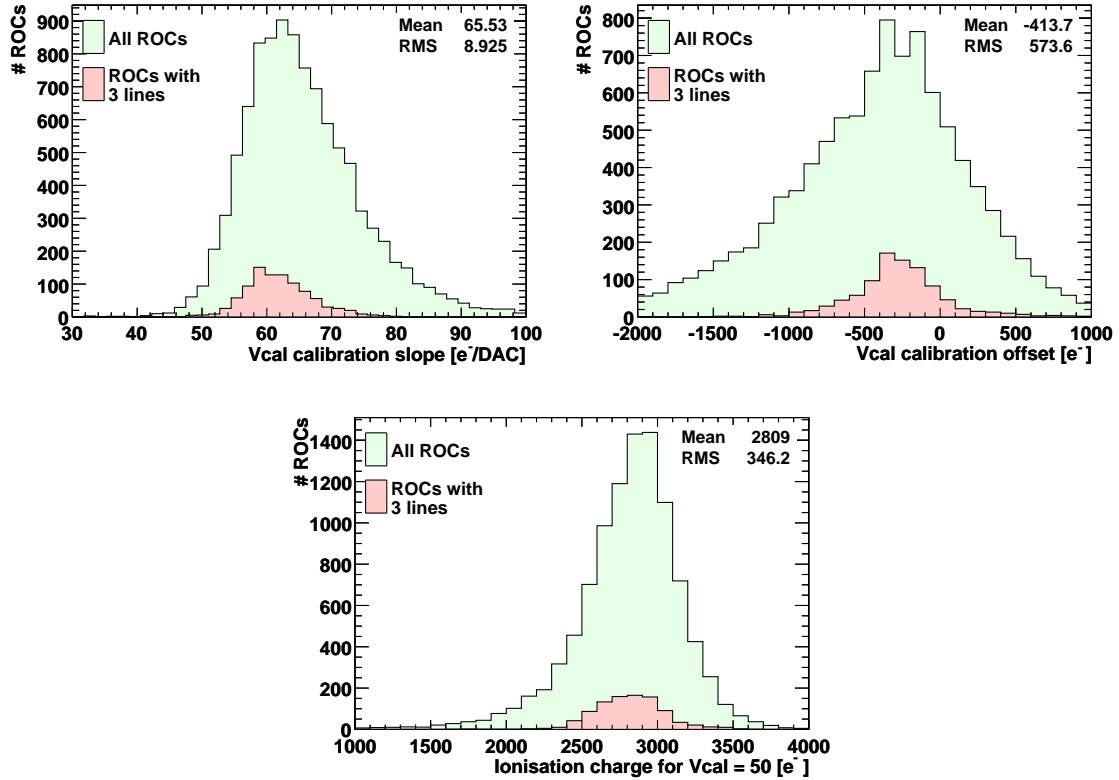 # ROCs
900
800
700
600
500
400
300
200
100
0
All ROCs
ROCs with
3 lines
Mean 65.53
RMS 8.925
30 40 50 60 70 80 90 100
Vcal calibration slope [e⁻/DAC]
# ROCs
800
700
600
500
400
300
200
100
0
All ROCs
ROCs with
3 lines
Mean -413.7
RMS 573.6
-2000 -1500 -1000 -500 0 500 1000
Vcal calibration offset [e⁻]
# ROCs
1400
1200
1000
800
600
400
200
0
All ROCs
ROCs with
3 lines
Mean 2809
RMS 346.2
1000 1500 2000 2500 3000 3500 4000
Ionisation charge for Vcal = 50 [e⁻]